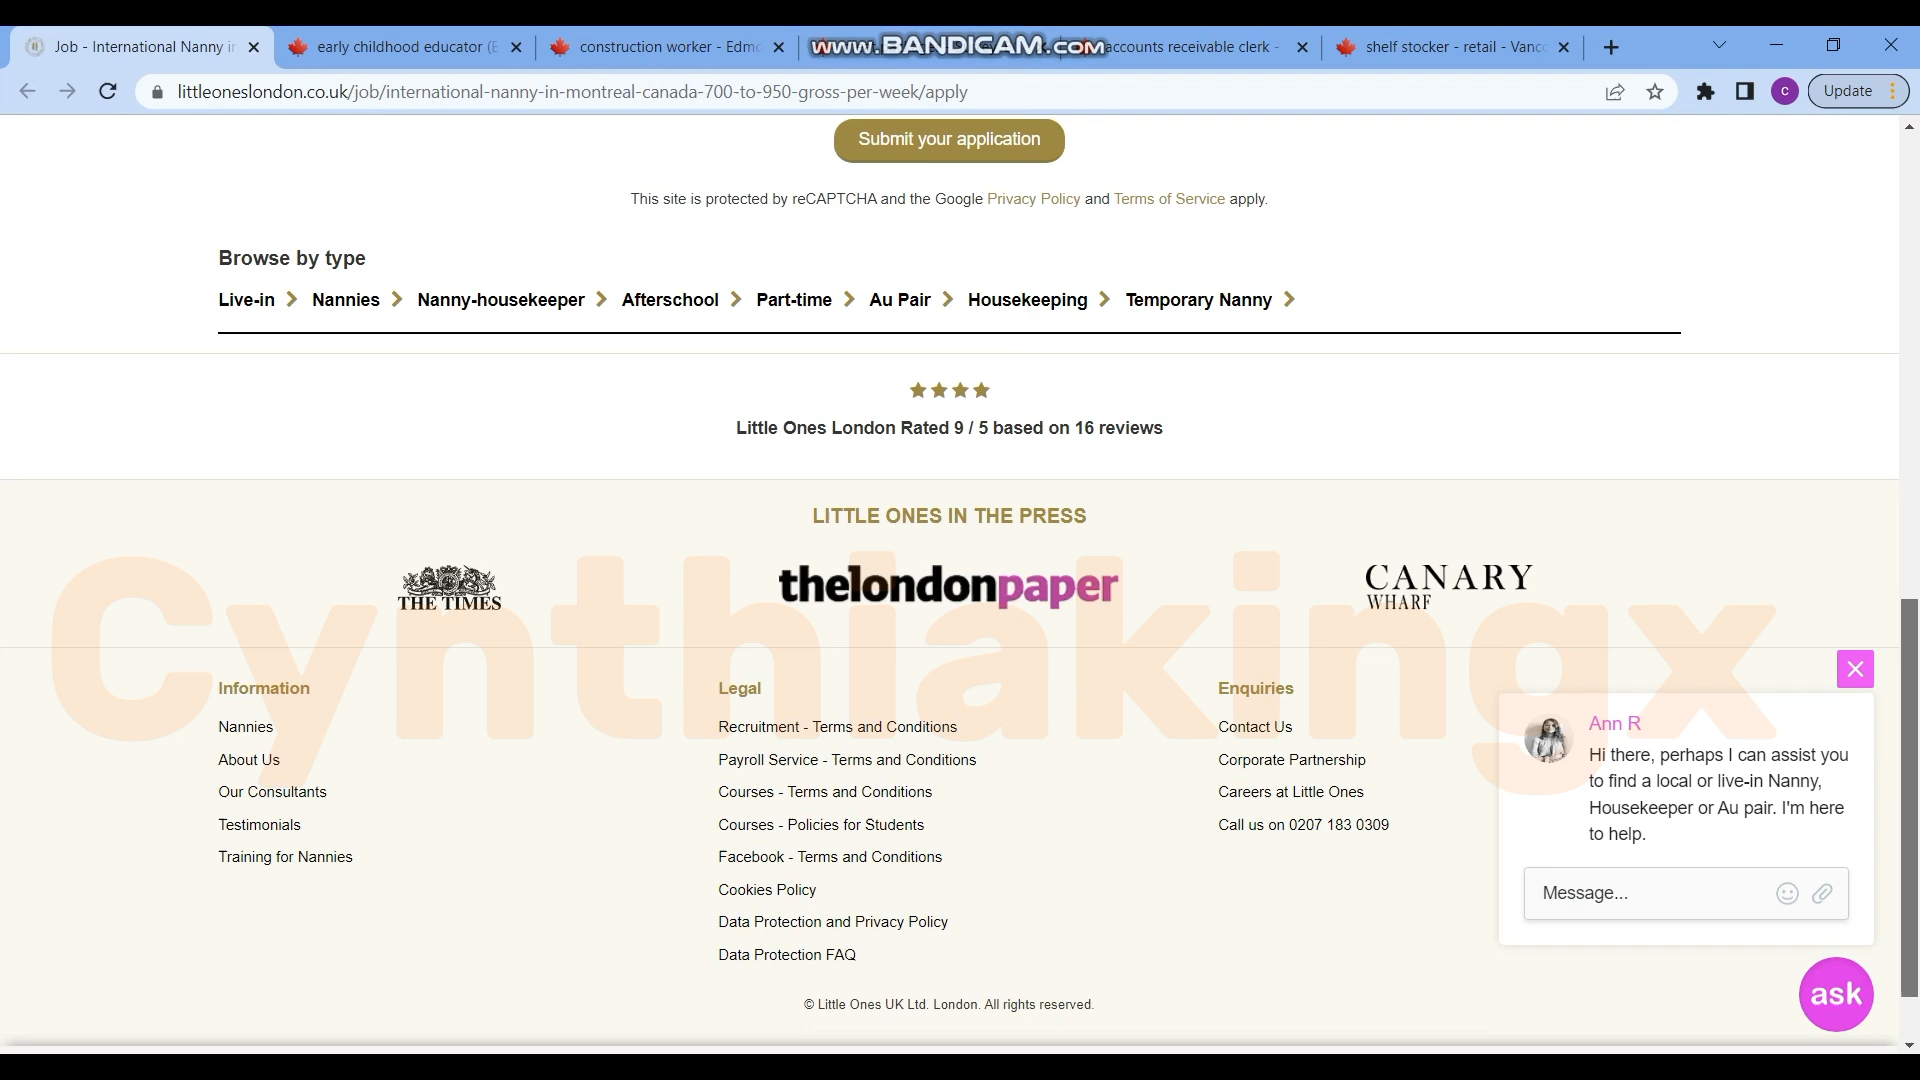 Job - International Nanny in
early childhood educator (E
construction worker - Edmo
www.BANDICAM.com
accounts receivable clerk -
shelf stocker - retail - Vanco
littleoneslondon.co.uk/job/international-nanny-in-montreal-canada-700-to-950-gross-per-week/apply
C
Update
Submit your application
This site is protected by reCAPTCHA and the Google Privacy Policy and Terms of Service apply.
Browse by type
Live-in
Nannies
Nanny-housekeeper
Afterschool
Part-time
Au Pair
Housekeeping
Temporary Nanny
Little Ones London Rated 9 / 5 based on 16 reviews
LITTLE ONES IN THE PRESS
THE TIMES
thelondonpaper
CANARY
WHARF
Cynthiakingx
Information
Nannies
About Us
Our Consultants
Testimonials
Training for Nannies
Legal
Recruitment - Terms and Conditions
Payroll Service - Terms and Conditions
Courses - Terms and Conditions
Courses - Policies for Students
Facebook - Terms and Conditions
Cookies Policy
Data Protection and Privacy Policy
Data Protection FAQ
Enquiries
Contact Us
Corporate Partnership
Careers at Little Ones
Call us on 0207 183 0309
Ann R
Hi there, perhaps I can assist you
to find a local or live-in Nanny,
Housekeeper or Au pair. I'm here
to help.
Message...
ask
© Little Ones UK Ltd. London. All rights reserved.